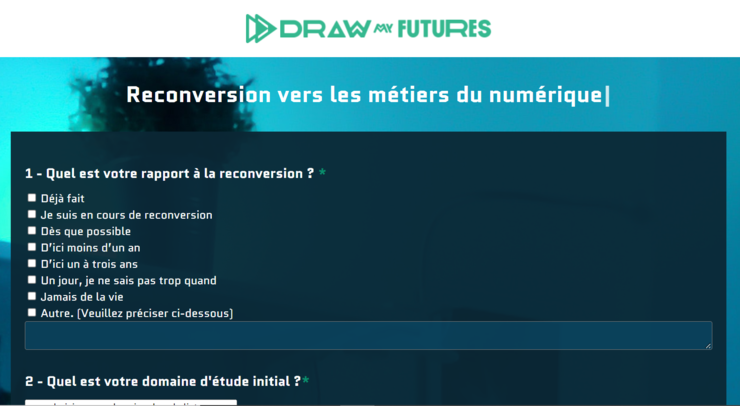 DRAW MY FUTURES
Reconversion vers les métiers du numérique|
1 - Quel est votre rapport à la reconversion ? *
Déjà fait
Je suis en cours de reconversion
Dès que possible
D'ici moins d'un an
D'ici un à trois ans
Un jour, je ne sais pas trop quand
Jamais de la vie
Autre. (Veuillez préciser ci-dessous)
2 - Quel est votre domaine d'étude initial ?*